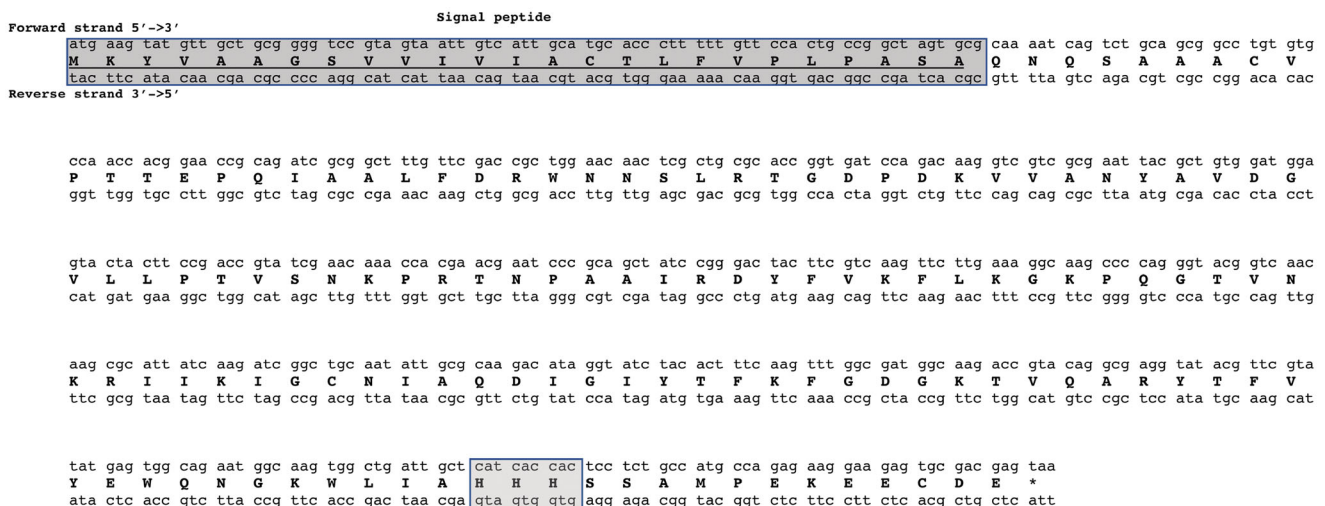 Signal peptide
Forward strand 5′->3′
atg aag tat gtt gct gcg ggg tcc gta gta att gtc att gca tgc acc ctt ttt gtt cca ctg ccg gct agt gcg caa aat cag tct gca gcg gcc tgt gtg
M K Y V A A G S V V I V I A C T L F V P L P A S A Q N Q S A A A C V
tac ttc ata caa cga cgc ccc agg cat cat taa cag taa cgt acg tgg gaa aaa caa ggt gac ggc cga tca cgc gtt tta gtc aga cgt cgc cgg aca cac
Reverse strand 3′->5′
cca acc acg gaa ccg cag atc gcg gct ttg ttc gac cgc tgg aac aac tcg ctg cgc acc ggt gat cca gac aag gtc gtc gcg aat tac gct gtg gat gga
P T T E P Q I A A L F D R W N N S L R T G D P D K V V A N Y A V D G
ggt tgg tgc ctt ggc gtc tag cgc cga aac aag ctg gcg acc ttg ttg agc gac gcg tgg cca cta ggt ctg ttc cag cag cgc tta atg cga cac cta cct
gta cta ctt ccg acc gta tcg aac aaa cca cga acg aat ccc gca gct atc cgg gac tac ttc gtc aag ttc ttg aaa ggc aag ccc cag ggt acg gtc aac
V L L P T V S N K P R T N P A A I R D Y F V K F L K G K P Q G T V N
cat gat gaa ggc tgg cat agc ttg ttt ggt gct tgc tta ggg cgt cga tag gcc ctg atg aag cag ttc aag aac ttt ccg ttc ggg gtc cca tgc cag ttg
aag cgc att atc aag atc ggc tgc aat att gcg caa gac ata ggt atc tac act ttc aag ttt ggc gat ggc aag acc gta cag gcg agg tat acg ttc gta
K R I I K I G C N I A Q D I G I Y T F K F G D G K T V Q A R Y T F V
ttc gcg taa tag ttc tag ccg acg tta taa cgc gtt ctg tat cca tag atg tga aag ttc aaa ccg cta ccg ttc tgg cat gtc cgc tcc ata tgc aag cat
tat gag tgg cag aat ggc aag tgg ctg att gct cat cac cac tcc tct gcc atg cca gag aag gaa gag tgc gac gag taa
Y E W Q N G K W L I A H H H S S A M P E K E E C D E *
ata ctc acc gtc tta ccg ttc acc gac taa cga gta gtg gtg agg aga cgg tac ggt ctc ttc ctt ctc acg ctg ctc att